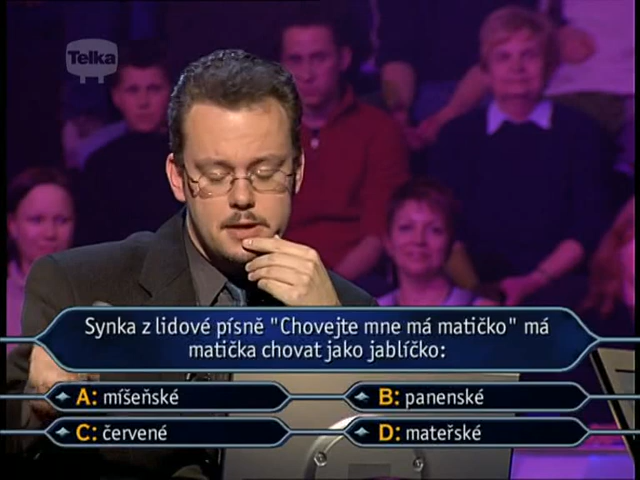 Telka
Synka z lidové písně "Chovejte mne má matičko" má
matička chovat jako jablíčko:
A: míšeňské
B: panenské
C: červené
D: mateřské